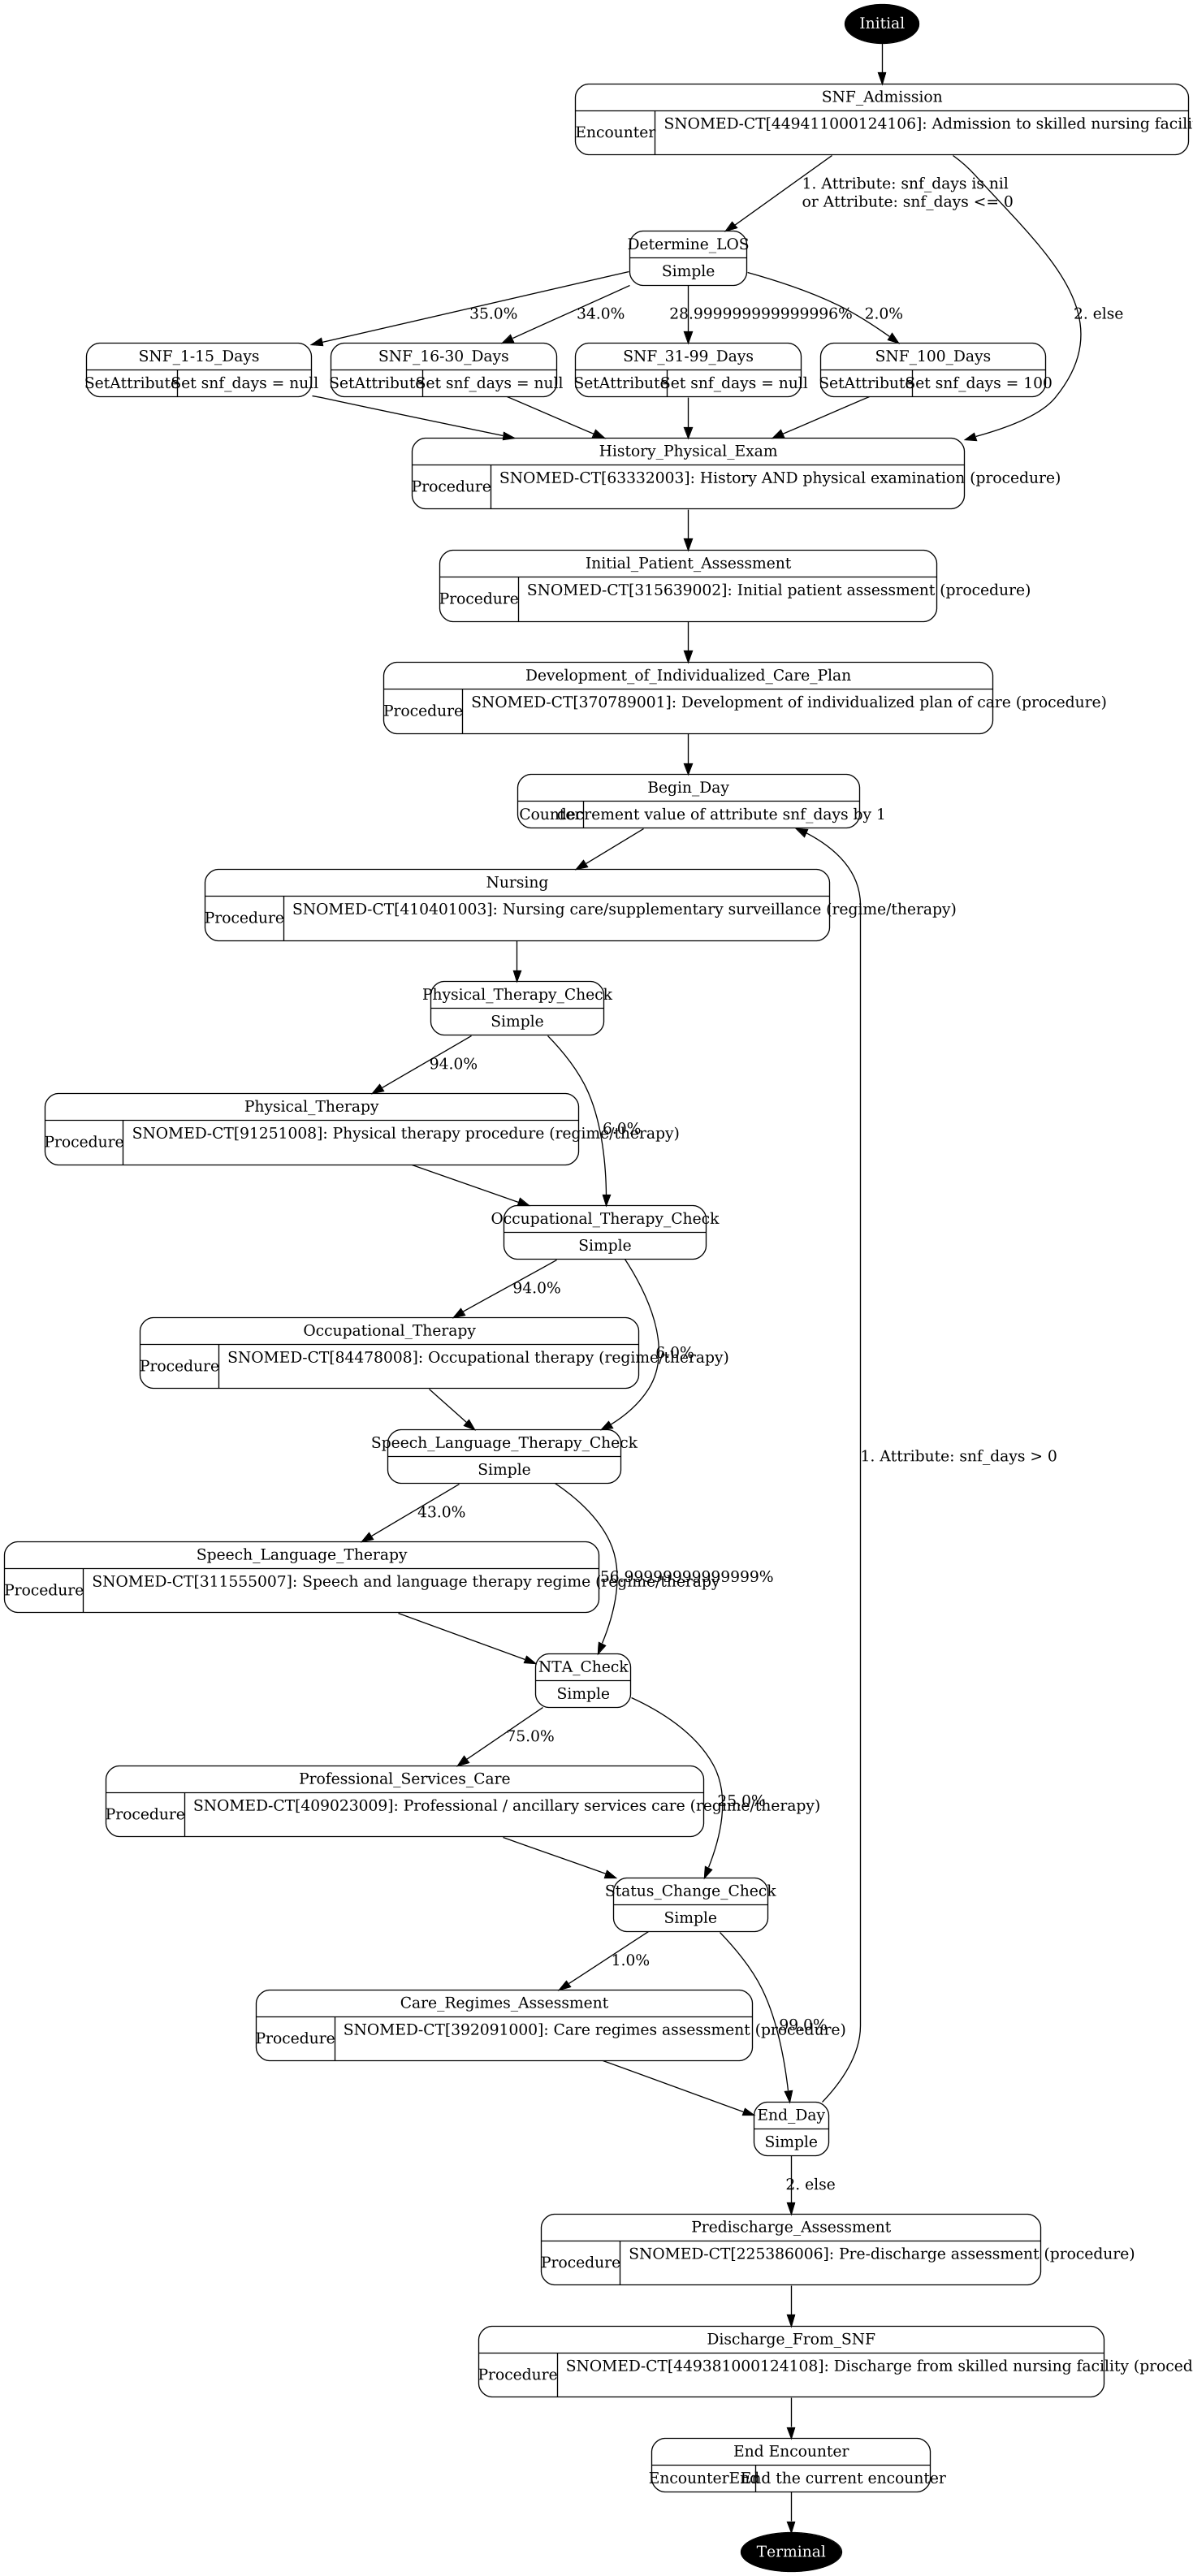 Initial
SNF_Admission
Encounter
SNOMED-CT[449411000124106]: Admission to skilled nursing facili
1. Attribute: snf_days is nil
or Attribute: snf_days <= 0
2. else
Determine_LOS
Simple
35.0%
34.0%
28.999999999999996%
2.0%
SNF_1-15_Days
SetAttribute
Set snf_days = null
SNF_16-30_Days
SetAttribute
Set snf_days = null
SNF_31-99_Days
SetAttribute
Set snf_days = null
SNF_100_Days
SetAttribute
Set snf_days = 100
History_Physical_Exam
Procedure
SNOMED-CT[63332003]: History AND physical examination (procedure)
Initial_Patient_Assessment
Procedure
SNOMED-CT[315639002]: Initial patient assessment (procedure)
Development_of_Individualized_Care_Plan
Procedure
SNOMED-CT[370789001]: Development of individualized plan of care (procedure)
Begin_Day
Counter
decrement value of attribute snf_days by 1
Nursing
Procedure
SNOMED-CT[410401003]: Nursing care/supplementary surveillance (regime/therapy)
Physical_Therapy_Check
Simple
94.0%
6.0%
Physical_Therapy
Procedure
SNOMED-CT[91251008]: Physical therapy procedure (regime/therapy)
Occupational_Therapy_Check
Simple
94.0%
6.0%
Occupational_Therapy
Procedure
SNOMED-CT[84478008]: Occupational therapy (regime/therapy)
Speech_Language_Therapy_Check
Simple
1. Attribute: snf_days > 0
43.0%
56.99999999999999%
Speech_Language_Therapy
Procedure
SNOMED-CT[311555007]: Speech and language therapy regime (regime/therapy
NTA_Check
Simple
75.0%
25.0%
Professional_Services_Care
Procedure
SNOMED-CT[409023009]: Professional / ancillary services care (regime/therapy)
Status_Change_Check
Simple
1.0%
99.0%
Care_Regimes_Assessment
Procedure
SNOMED-CT[392091000]: Care regimes assessment (procedure)
End_Day
Simple
2. else
Predischarge_Assessment
Procedure
SNOMED-CT[225386006]: Pre-discharge assessment (procedure)
Discharge_From_SNF
Procedure
SNOMED-CT[449381000124108]: Discharge from skilled nursing facility (proced
End Encounter
EncounterEnd
End the current encounter
Terminal